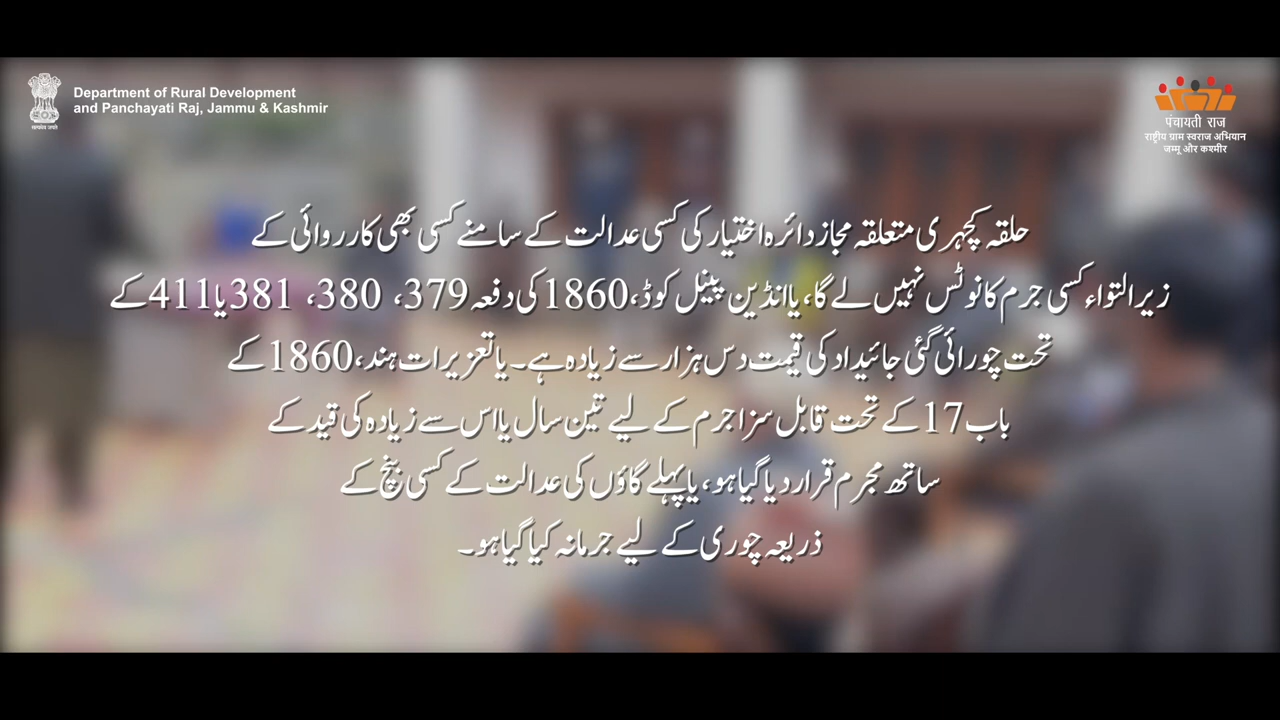 Department of Rural Development
and Panchayati Raj, Jammu & Kashmir
सत्यमेव जयते
पंचायती राज
राष्ट्रीय ग्राम स्वराज अभियान
जम्मू और कश्मीर
حلقہ کچہری متعلقہ مجاز دائرہ اختیار کی کسی عدالت کے سامنے کسی بھی کارروائی کے
زیر التواء کسی جرم کا نوٹس نہیں لے گا، یا انڈین پینل کوڈ، 1860 کی دفعہ 379، 380، 381 یا 411 کے
تحت چورائی گئی جائیداد کی قیمت دس ہزار سے زیادہ ہے۔ یا تعزیرات ہند، 1860 کے
باب 17 کے تحت قابل سزا جرم کے لیے تین سال یا اس سے زیادہ کی قید کے
ساتھ مجرم قرار دیا گیا ہو، یا پہلے گاؤں کی عدالت کے کسی بنچ کے
ذریعہ چوری کے لیے جرمانہ کیا گیا ہو۔